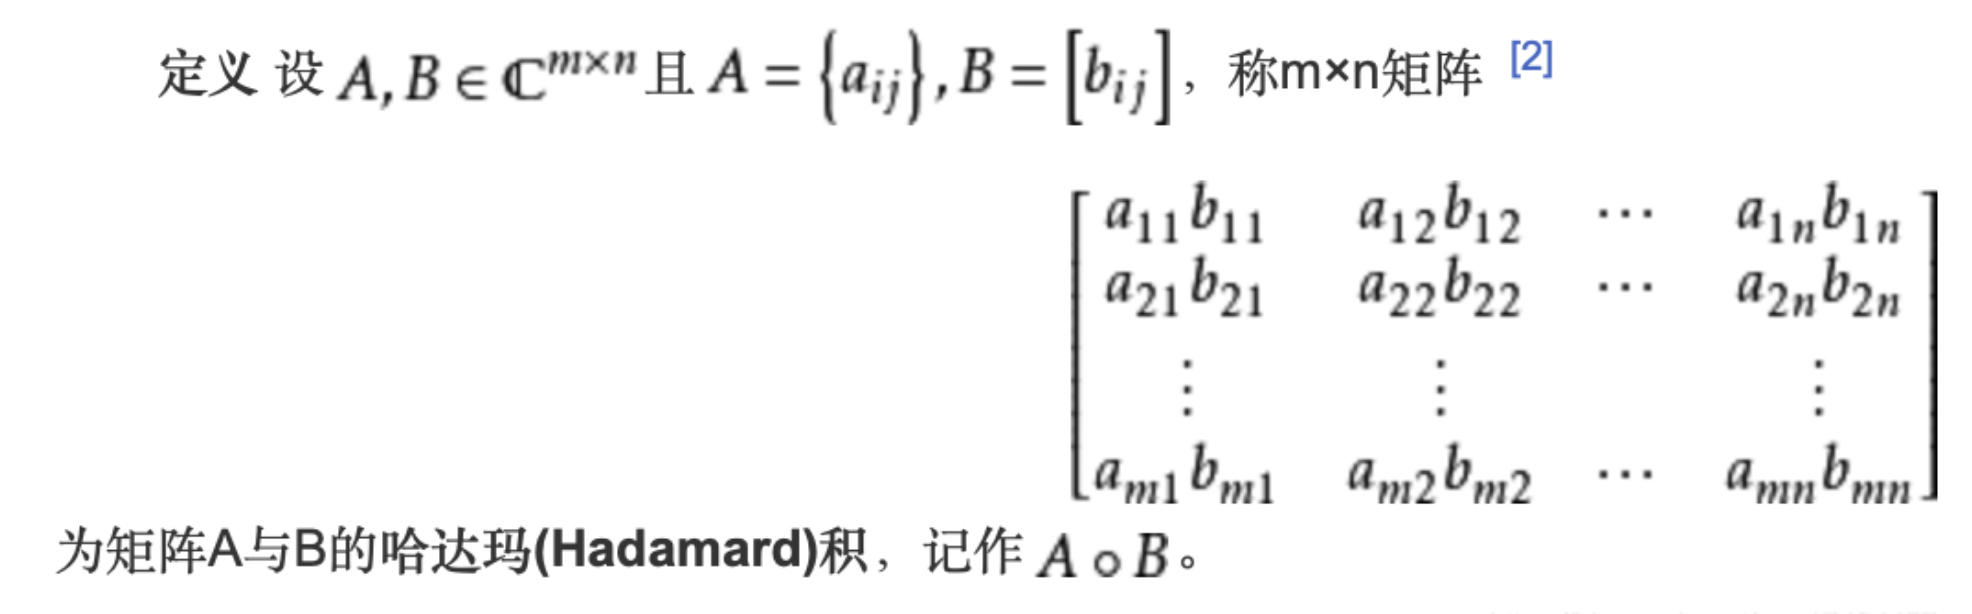 定义 设 A, B ∈ ℂ^{m×n} 且 A = {a_{ij}}, B = [b_{ij}]，称m×n矩阵 [2]
a_{11}b_{11} a_{12}b_{12} ⋯ a_{1n}b_{1n}
a_{21}b_{21} a_{22}b_{22} ⋯ a_{2n}b_{2n}
⋮ ⋮ ⋮
a_{m1}b_{m1} a_{m2}b_{m2} ⋯ a_{mn}b_{mn}
为矩阵A与B的哈达玛(Hadamard)积，记作 A ∘ B。